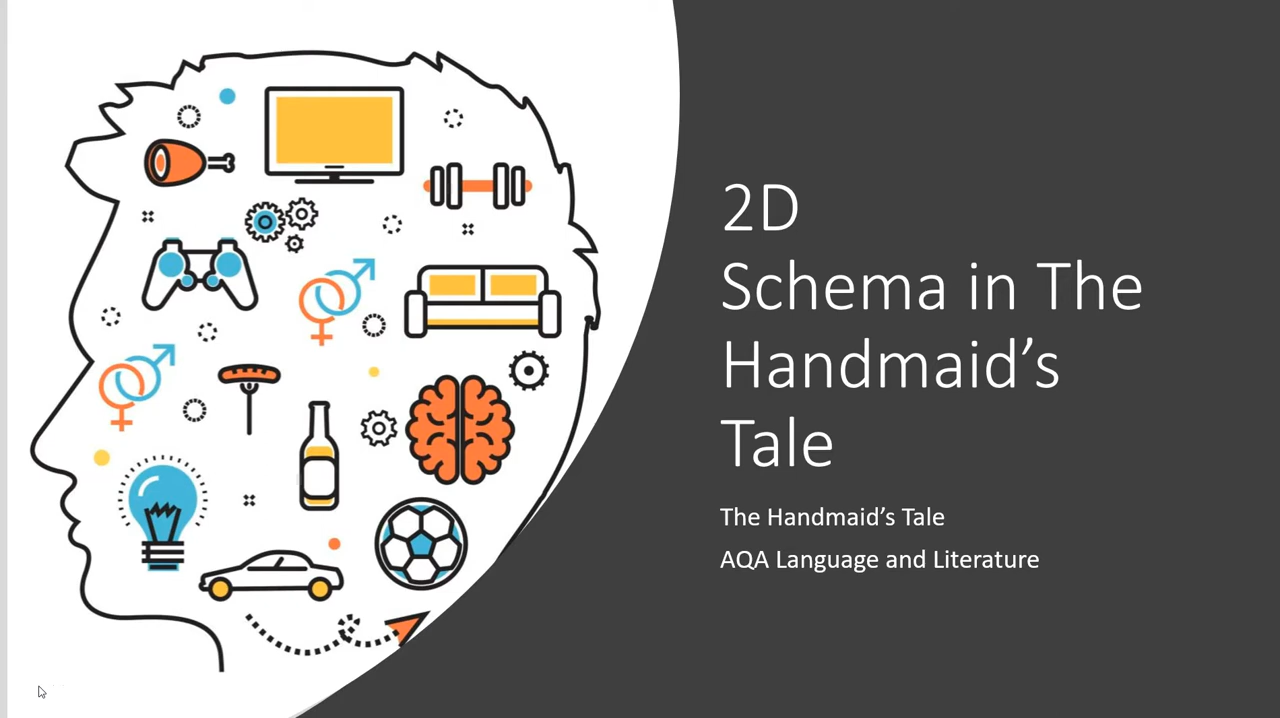 2D
Schema in The
Handmaid’s
Tale
The Handmaid’s Tale
AQA Language and Literature